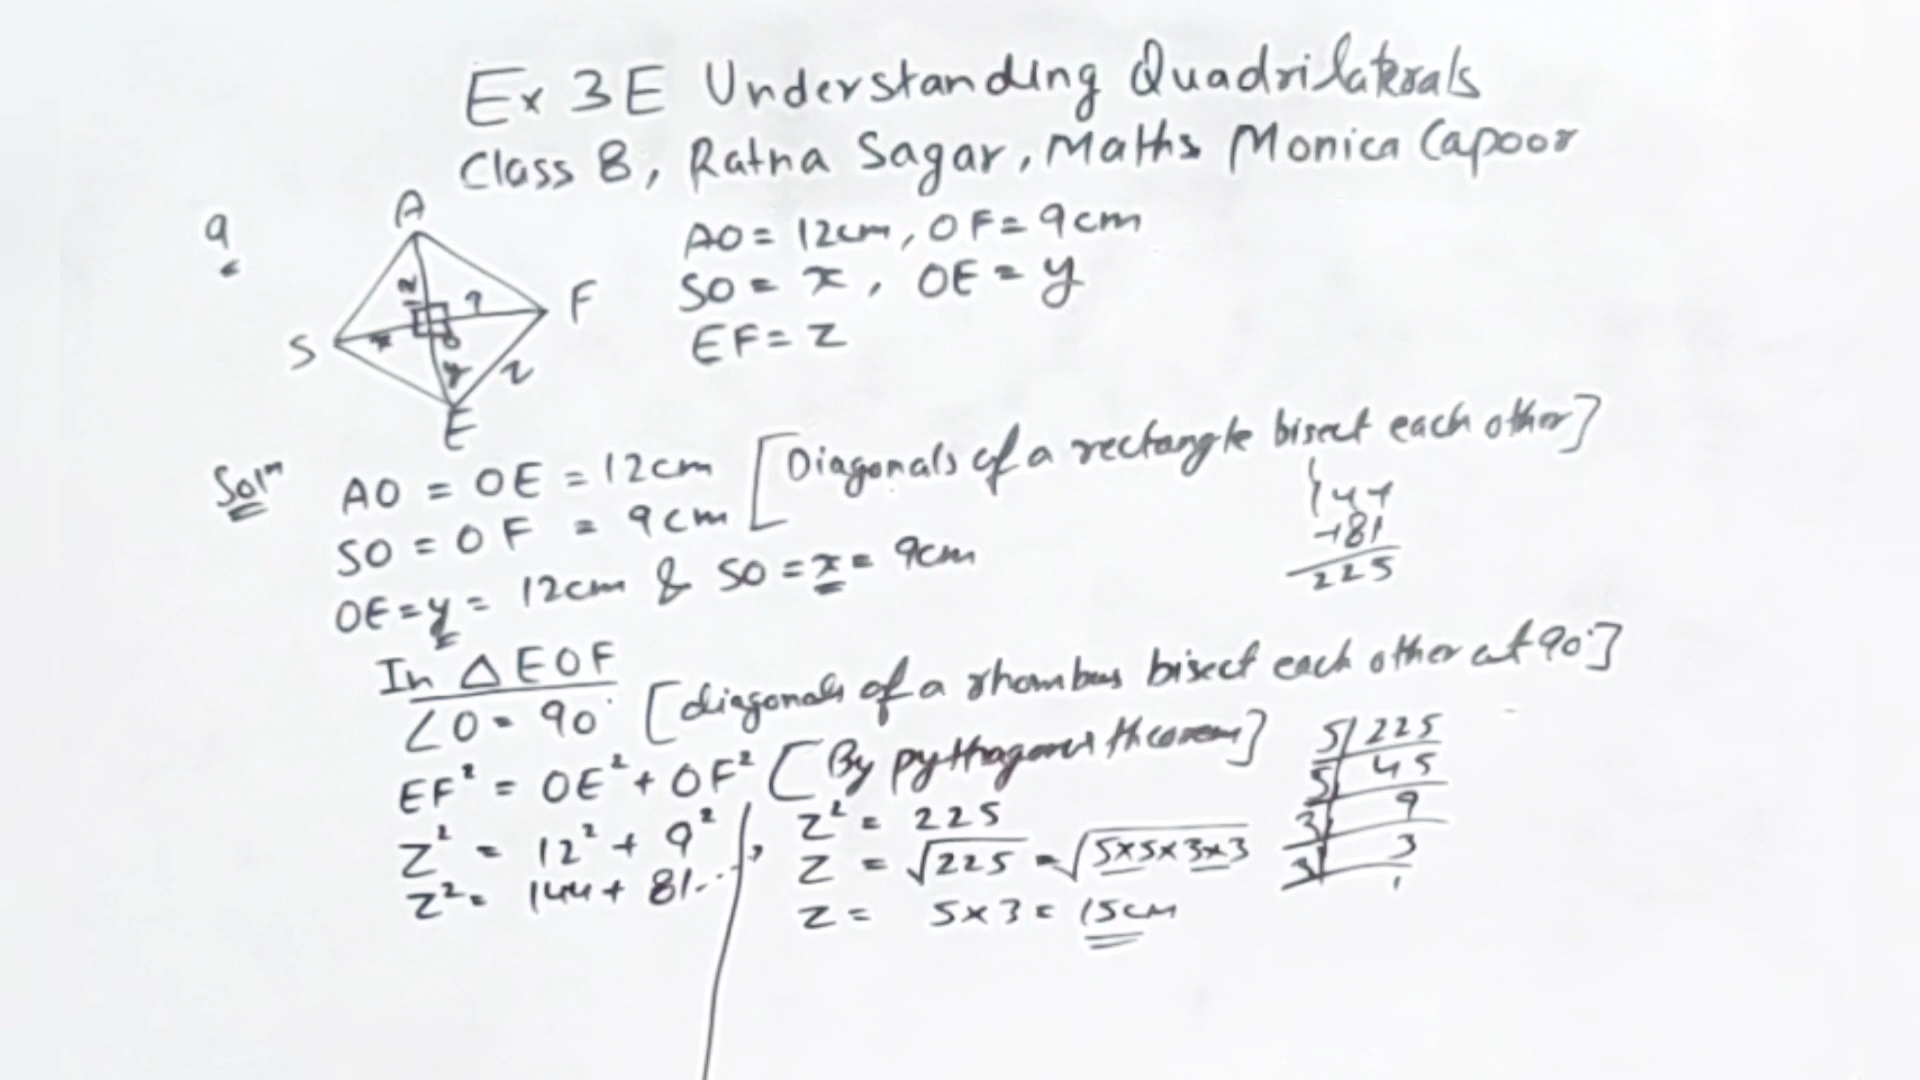 Ex 3E Understanding Quadrilaterals
Class 8, Ratna Sagar, Maths Monica Capoor
9
A
AO = 12cm, OF = 9cm
SO = x, OE = y
EF = z
12 9 F
S x O
y z
E
Soln AO = OE = 12cm [Diagonals of a rectangle bisect each other]
SO = OF = 9cm
OE = y = 12cm & SO = x = 9cm
144
+81
225
In △EOF
∠O = 90° [diagonals of a rhombus bisect each other at 90°]
EF² = OE² + OF² [By pythagoras theorem]
z² = 12² + 9²
z² = 144 + 81...
, z² = 225
z = √225 = √5×5×3×3
z = 5×3 = 15cm
5 225
5 45
3 9
3 3
1